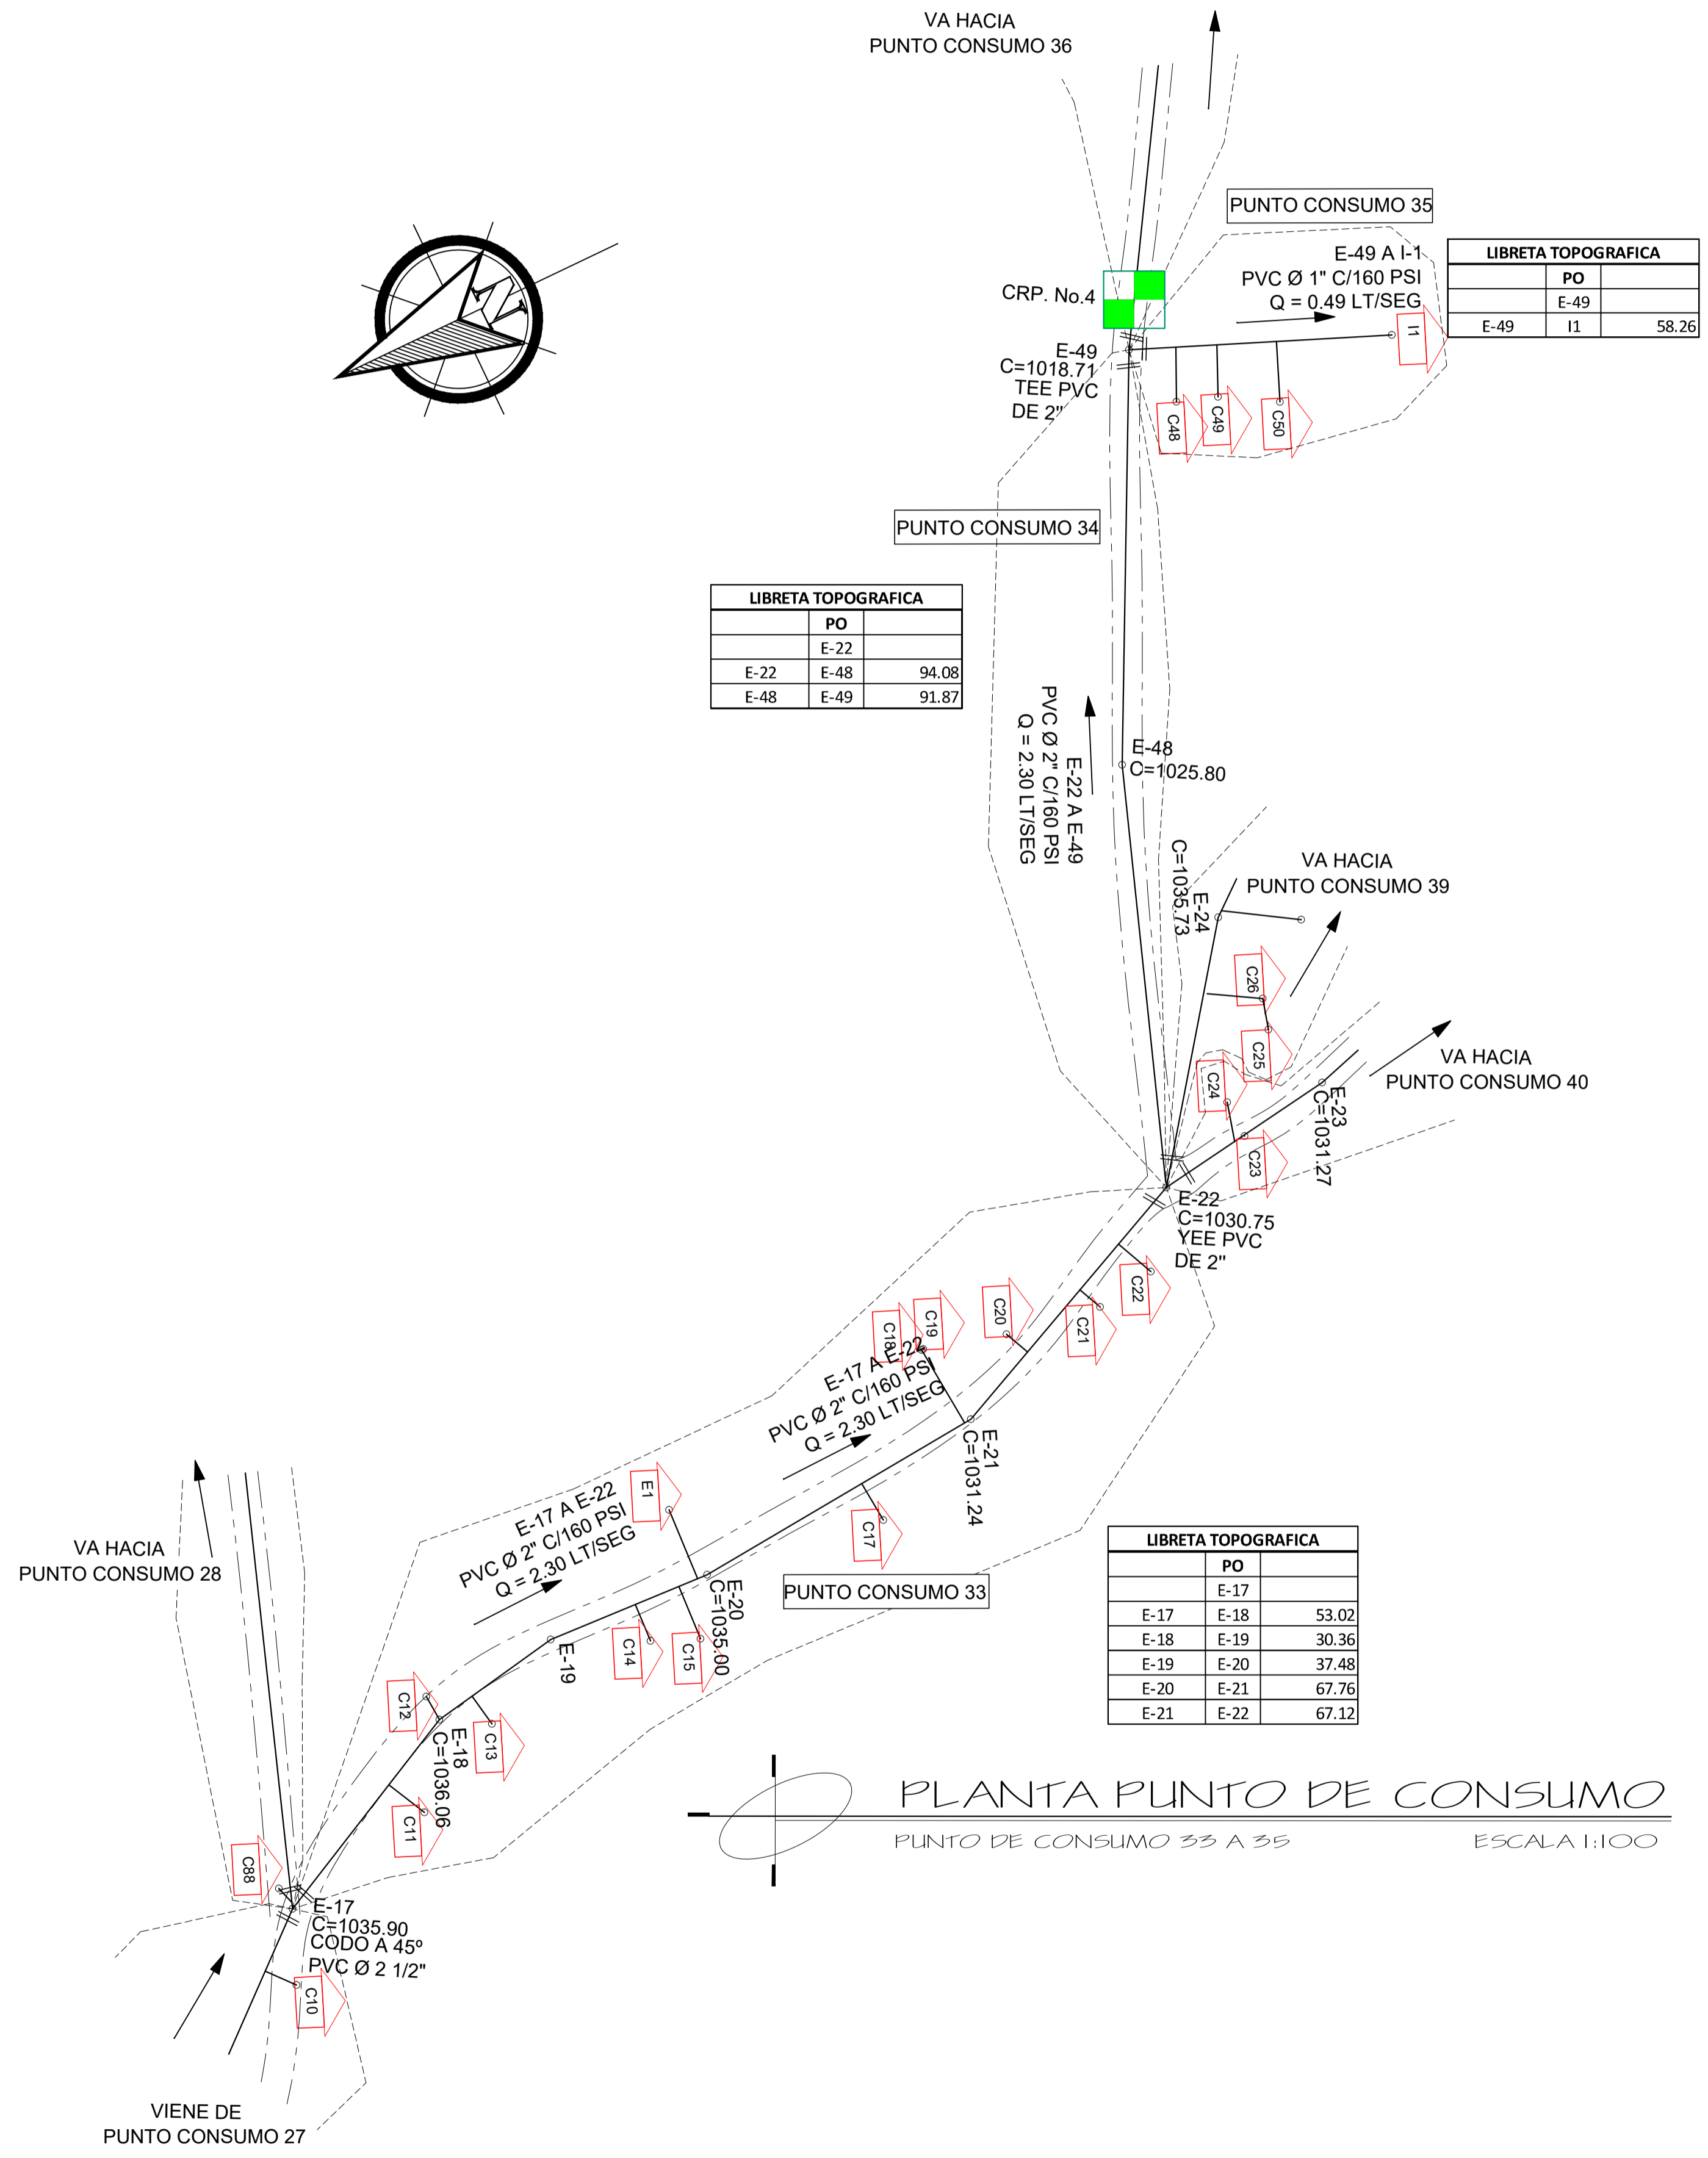 VA HACIA
PUNTO CONSUMO 36
PUNTO CONSUMO 35
E-49 A I-1
PVC Ø 1" C/160 PSI
Q = 0.49 LT/SEG
LIBRETA TOPOGRAFICA
PO
E-49
E-49 I1 58.26
N
CRP. No.4
I1
E-49
C=1018.71
TEE PVC
DE 2"
C48
C49
C50
PUNTO CONSUMO 34
LIBRETA TOPOGRAFICA
PO
E-22
E-22 E-48 94.08
E-48 E-49 91.87
E-22 A E-49
PVC Ø 2" C/160 PSI
Q = 2.30 LT/SEG
E-48
C=1025.80
E-24
C=1035.73
VA HACIA
PUNTO CONSUMO 39
C26
C25
C24
VA HACIA
PUNTO CONSUMO 40
E-23
C=1031.27
C23
E-22
C=1030.75
YEE PVC
DE 2"
C22
C21
C20
C19
C18
E-17 A E-22
PVC Ø 2" C/160 PSI
Q = 2.30 LT/SEG
E-21
C=1031.24
E1
C17
E-17 A E-22
PVC Ø 2" C/160 PSI
Q = 2.30 LT/SEG
VA HACIA
PUNTO CONSUMO 28
PUNTO CONSUMO 33
E-20
C=1035.00
C15
C14
E-19
LIBRETA TOPOGRAFICA
PO
E-17
E-17 E-18 53.02
E-18 E-19 30.36
E-19 E-20 37.48
E-20 E-21 67.76
E-21 E-22 67.12
C12
C13
E-18
C=1036.06
C11
C88
E-17
C=1035.90
CODO A 45º
PVC Ø 2 1/2"
C10
PLANTA PUNTO DE CONSUMO
PUNTO DE CONSUMO 33 A 35 ESCALA 1:100
VIENE DE
PUNTO CONSUMO 27